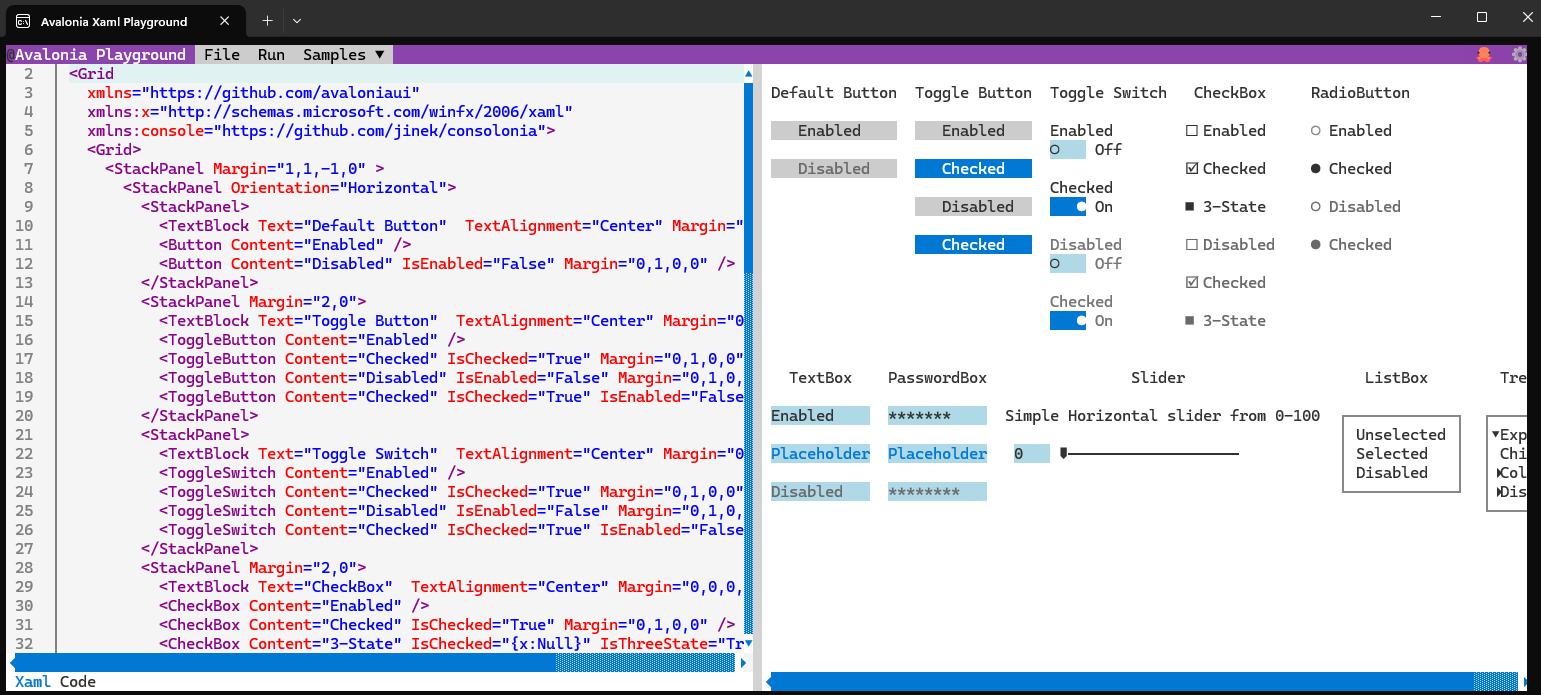 Avalonia Xaml Playground
@Avalonia Playground File Run Samples ▼
2 <Grid
3 xmlns="https://github.com/avaloniaui"
4 xmlns:x="http://schemas.microsoft.com/winfx/2006/xaml"
5 xmlns:console="https://github.com/jinek/consolonia">
6 <Grid>
7 <StackPanel Margin="1,1,-1,0" >
8 <StackPanel Orientation="Horizontal">
9 <StackPanel>
10 <TextBlock Text="Default Button"  TextAlignment="Center" Margin="
11 <Button Content="Enabled" />
12 <Button Content="Disabled" IsEnabled="False" Margin="0,1,0,0" />
13 </StackPanel>
14 <StackPanel Margin="2,0">
15 <TextBlock Text="Toggle Button"  TextAlignment="Center" Margin="0
16 <ToggleButton Content="Enabled" />
17 <ToggleButton Content="Checked" IsChecked="True" Margin="0,1,0,0"
18 <ToggleButton Content="Disabled" IsEnabled="False" Margin="0,1,0,
19 <ToggleButton Content="Checked" IsChecked="True" IsEnabled="False
20 </StackPanel>
21 <StackPanel>
22 <TextBlock Text="Toggle Switch"  TextAlignment="Center" Margin="0
23 <ToggleSwitch Content="Enabled" />
24 <ToggleSwitch Content="Checked" IsChecked="True" Margin="0,1,0,0"
25 <ToggleSwitch Content="Disabled" IsEnabled="False" Margin="0,1,0,
26 <ToggleSwitch Content="Checked" IsChecked="True" IsEnabled="False
27 </StackPanel>
28 <StackPanel Margin="2,0">
29 <TextBlock Text="CheckBox"  TextAlignment="Center" Margin="0,0,0,
30 <CheckBox Content="Enabled" />
31 <CheckBox Content="Checked" IsChecked="True" Margin="0,1,0,0" />
32 <CheckBox Content="3-State" IsChecked="{x:Null}" IsThreeState="Tr
Xaml Code
Default Button
Enabled
Disabled
Toggle Button
Enabled
Checked
Disabled
Checked
Toggle Switch
Enabled
Off
Checked
On
Disabled
Off
Checked
On
CheckBox
Enabled
Checked
3-State
Disabled
Checked
3-State
RadioButton
Enabled
Checked
Disabled
Checked
TextBox
Enabled
Placeholder
Disabled
PasswordBox
*******
Placeholder
********
Slider
Simple Horizontal slider from 0-100
0
ListBox
Unselected
Selected
Disabled
Tre
Exp
Chi
Col
Dis